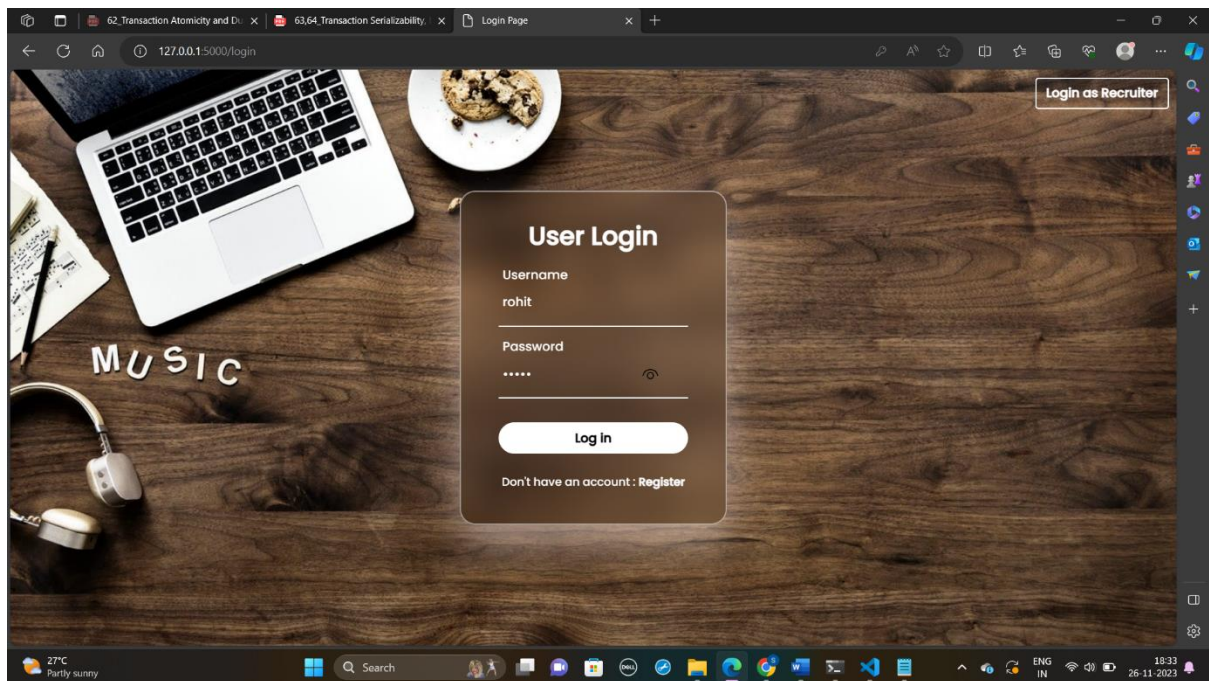 62_Transaction Atomicity and Du
63,64_Transaction Serializability,
Login Page
127.0.0.1:5000/login
Login as Recruiter
User Login
Username
rohit
Password
•••••
Log in
Don't have an account : Register
MUSIC
27°C
Partly sunny
Search
DELL
ENG
IN
18:33
26-11-2023